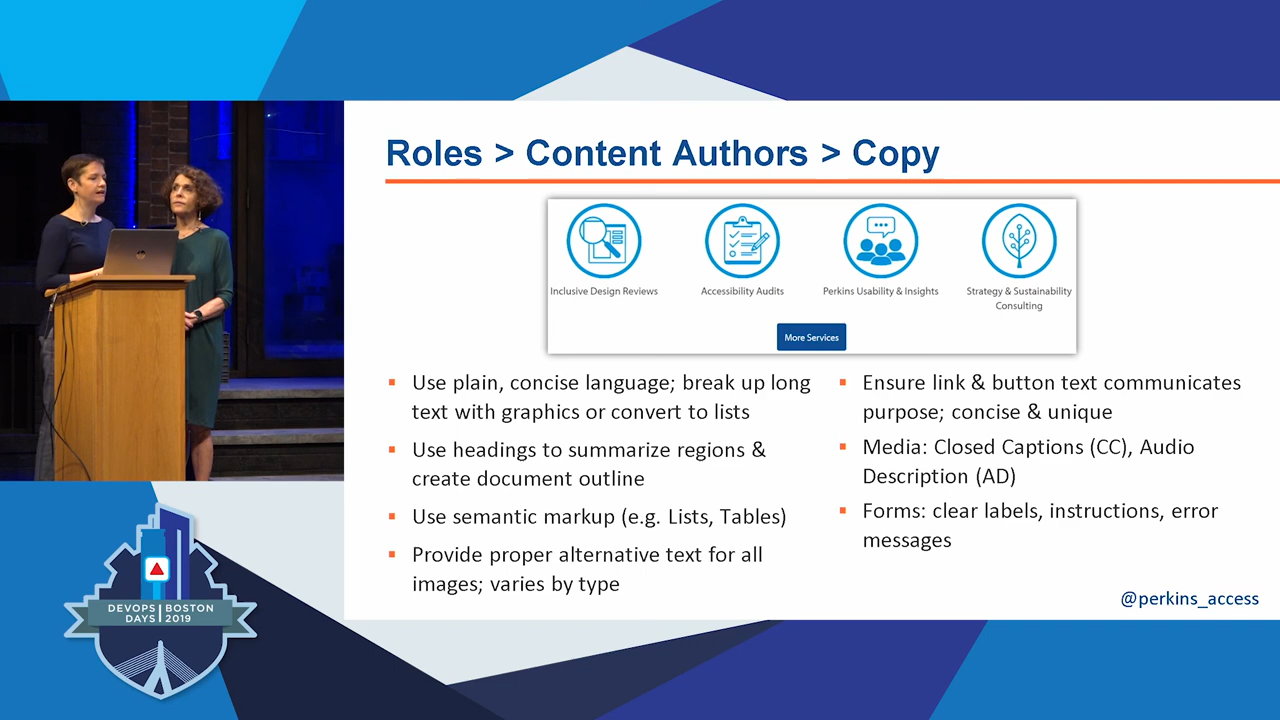 Roles > Content Authors > Copy
Inclusive Design Reviews
Accessibility Audits
Perkins Usability & Insights
Strategy & Sustainability
Consulting
More Services
▪ Use plain, concise language; break up long
text with graphics or convert to lists
▪ Use headings to summarize regions &
create document outline
▪ Use semantic markup (e.g. Lists, Tables)
▪ Provide proper alternative text for all
images; varies by type
▪ Ensure link & button text communicates
purpose; concise & unique
▪ Media: Closed Captions (CC), Audio
Description (AD)
▪ Forms: clear labels, instructions, error
messages
@perkins_access
DEVOPS BOSTON
DAYS 2019